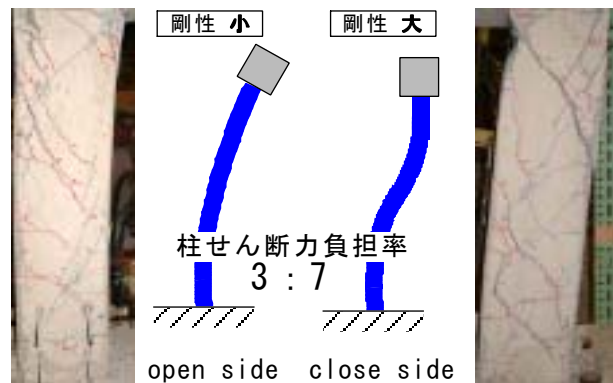 剛性 小
剛性 大
柱せん断力負担率
3 : 7
open side
close side